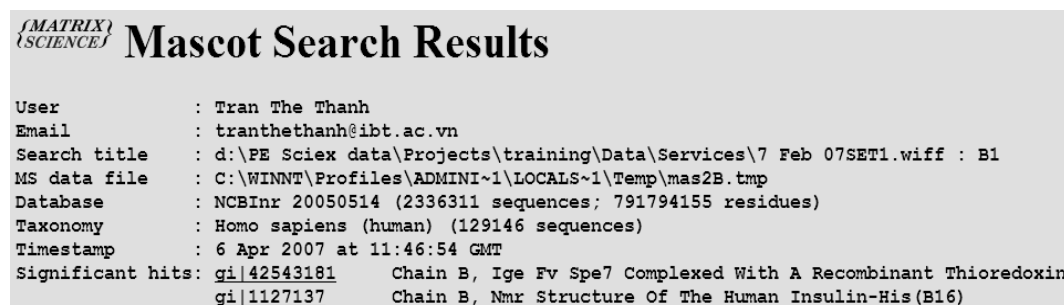 {MATRIX SCIENCE} Mascot Search Results
User : Tran The Thanh
Email : tranthethanh@ibt.ac.vn
Search title : d:\PE Sciex data\Projects\training\Data\Services\7 Feb 07SET1.wiff : B1
MS data file : C:\WINNT\Profiles\ADMINI~1\LOCALS~1\Temp\mas2B.tmp
Database : NCBInr 20050514 (2336311 sequences; 791794155 residues)
Taxonomy : Homo sapiens (human) (129146 sequences)
Timestamp : 6 Apr 2007 at 11:46:54 GMT
Significant hits: gi|42543181 Chain B, Ige Fv Spe7 Complexed With A Recombinant Thioredoxin
gi|1127137 Chain B, Nmr Structure Of The Human Insulin-His(B16)